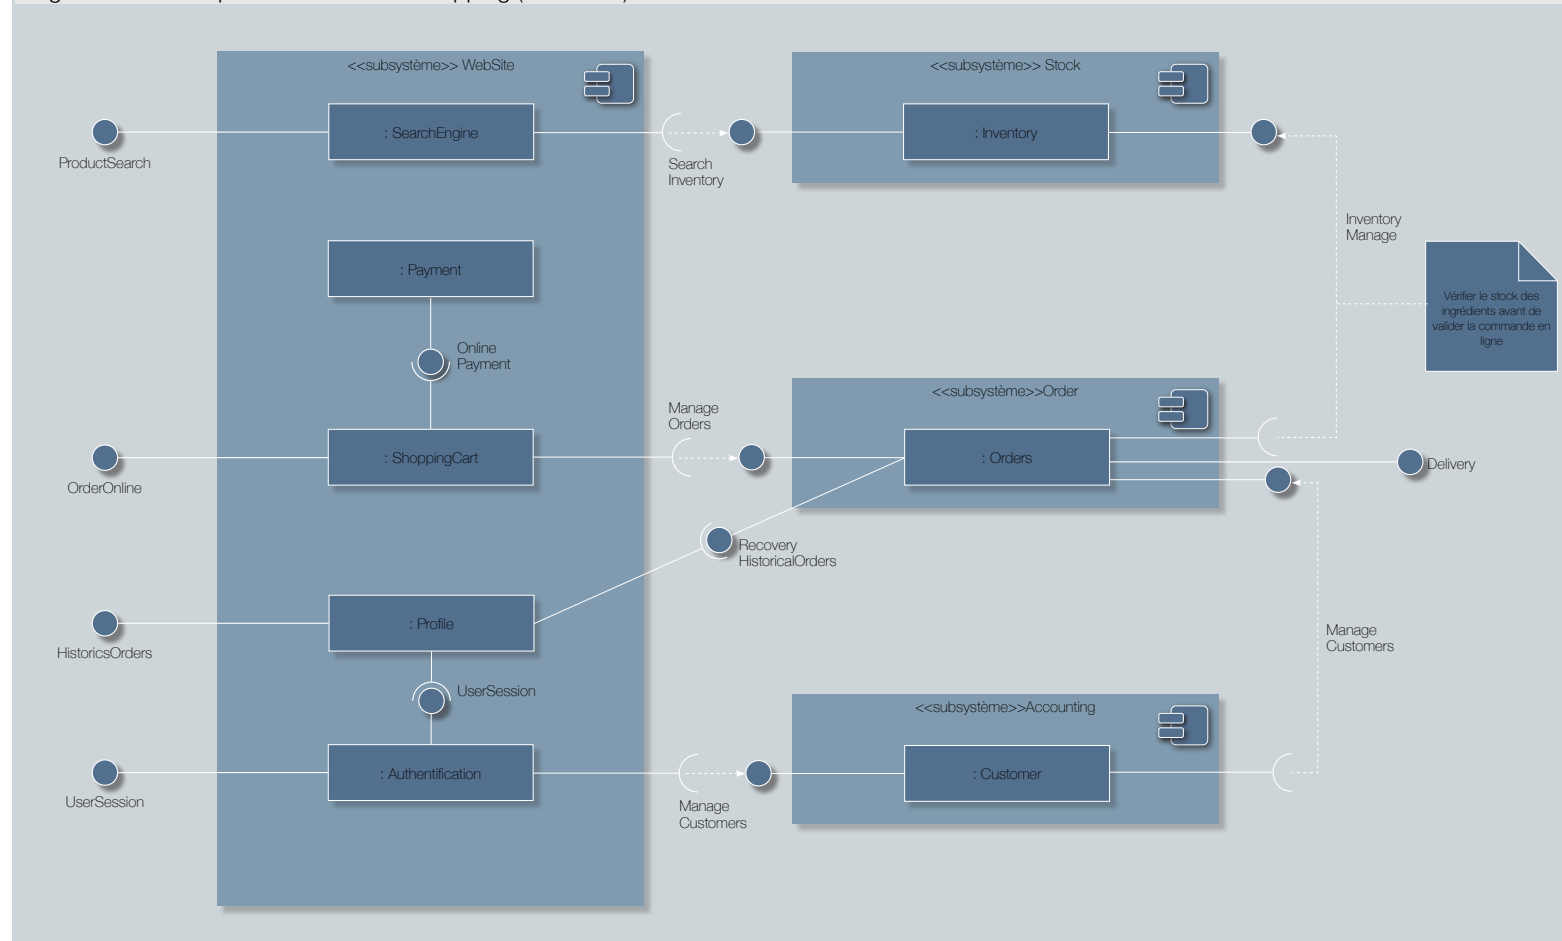 <<subsystème>> WebSite
<<subsystème>> Stock
: SearchEngine
: Inventory
ProductSearch
Search
Inventory
Inventory
Manage
: Payment
Vérifier le stock des
ingrédients avant de
valider la commande en
ligne
Online
Payment
<<subsystème>>Order
Manage
Orders
: ShoppingCart
: Orders
Delivery
OrderOnline
Recovery
HistoricalOrders
: Profile
HistoricsOrders
Manage
Customers
UserSession
<<subsystème>>Accounting
: Authentification
: Customer
UserSession
Manage
Customers